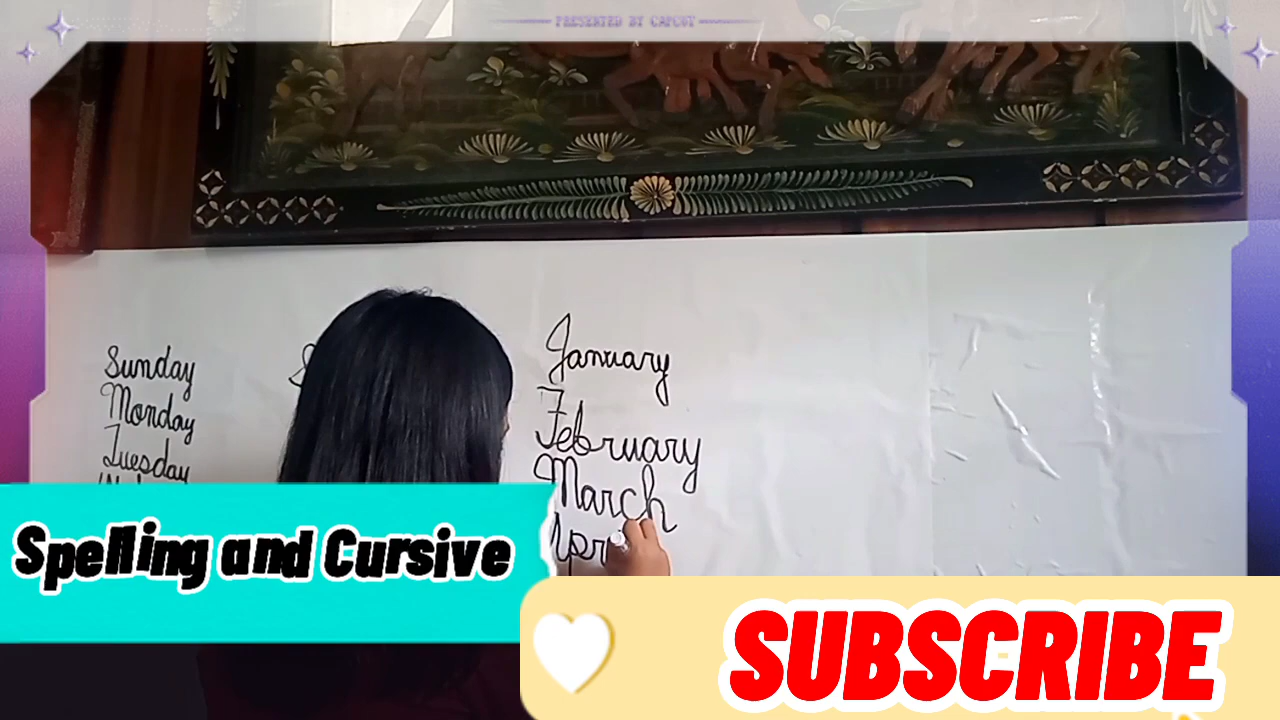 PRESENTED BY CAPCUT
Sunday
Monday
Tuesday
January
February
March
Spelling and Cursive
SUBSCRIBE